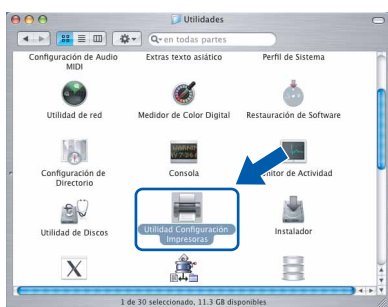 Utilidades
en todas partes
Configuración de Audio
MIDI
Extras texto asiático
Perfil de Sistema
Utilidad de red
Medidor de Color Digital
Restauración de Software
Configuración de
Directorio
Consola
nitor de Actividad
Utilidad de Discos
Utilidad Configuración
Impresoras
Instalador
X
1 de 30 seleccionado, 11.3 GB disponibles